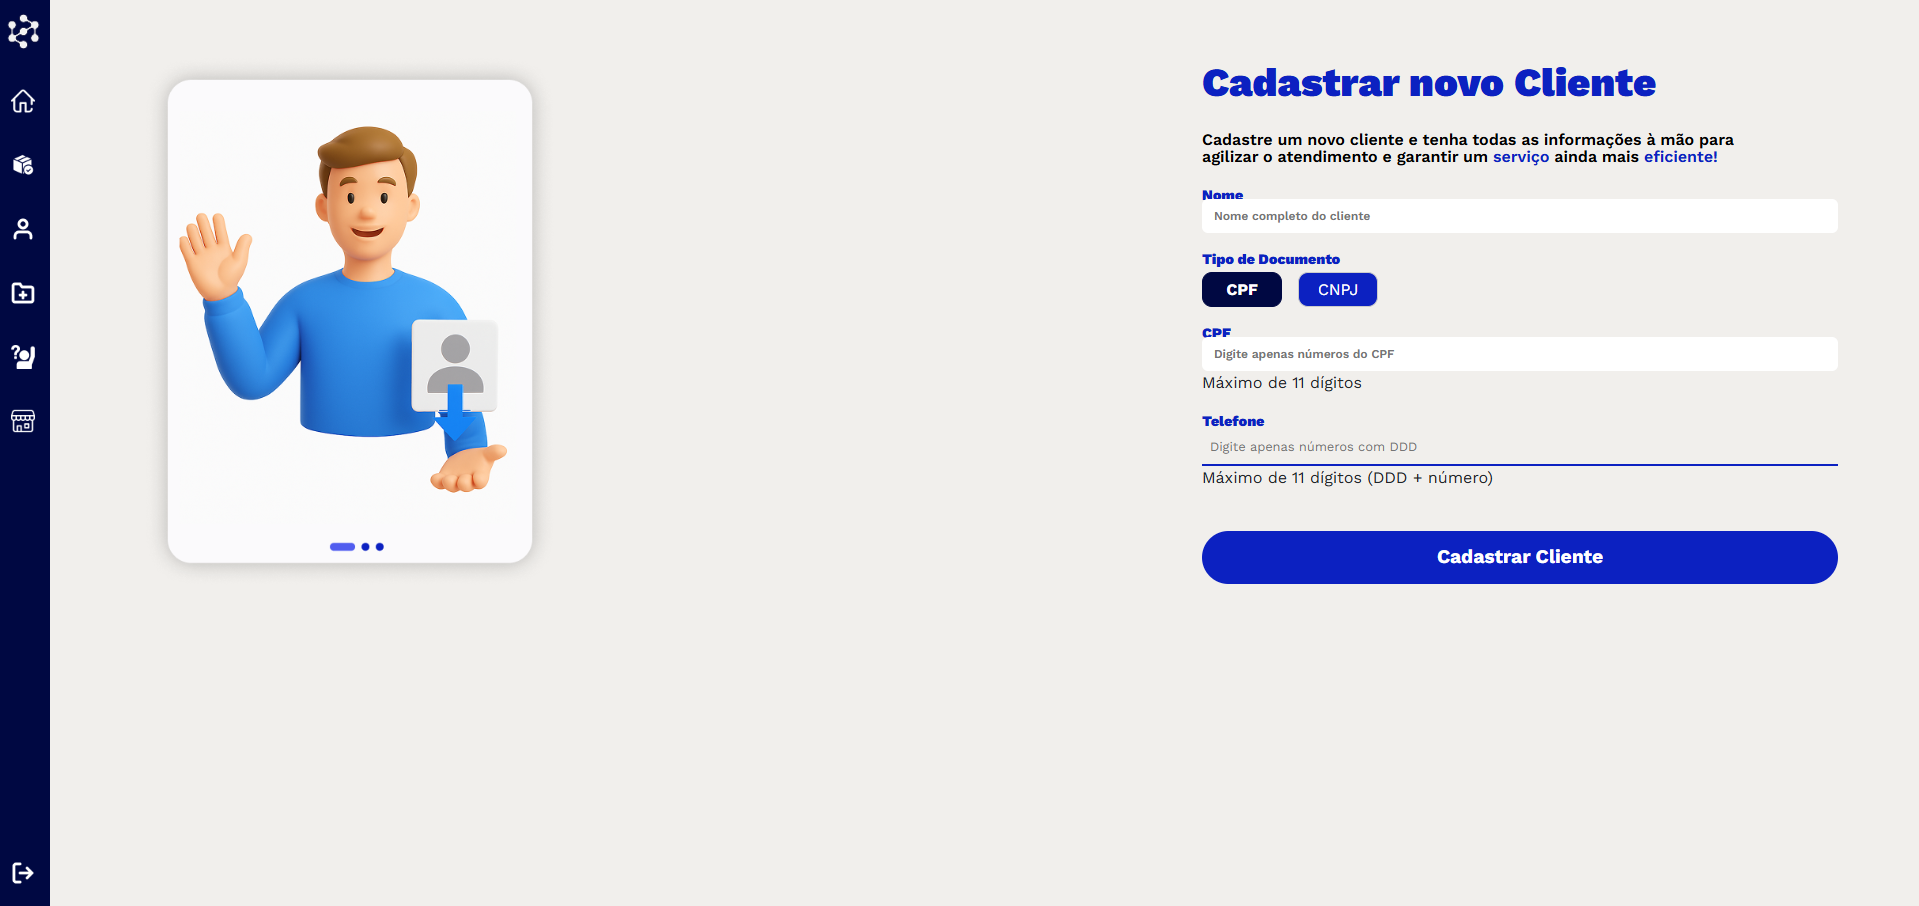 Cadastrar novo Cliente
Cadastre um novo cliente e tenha todas as informações à mão para
agilizar o atendimento e garantir um serviço ainda mais eficiente!
Nome
Nome completo do cliente
Tipo de Documento
CPF CNPJ
CPF
Digite apenas números do CPF
Máximo de 11 dígitos
Telefone
Digite apenas números com DDD
Máximo de 11 dígitos (DDD + número)
Cadastrar Cliente